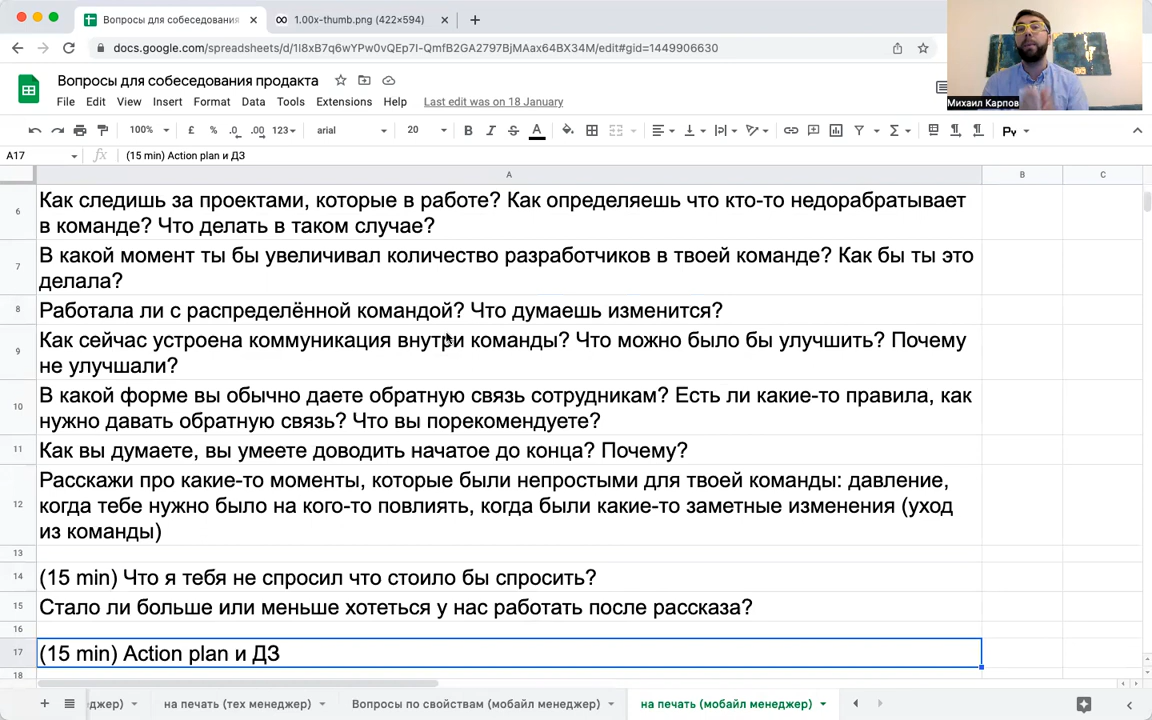 Вопросы для собеседования
1.00x-thumb.png (422×594)
docs.google.com/spreadsheets/d/1l8xB7q6wYPw0vQEp7I-QmfB2GA2797BjMAax64BX34M/edit#gid=1449906630
Вопросы для собеседования продакта
File Edit View Insert Format Data Tools Extensions Help Last edit was on 18 January
Михаил Карпов
100% £ % .0 .00 123 arial 20 B I S A
A17 fx (15 min) Action plan и ДЗ
A B C
6 Как следишь за проектами, которые в работе? Как определяешь что кто-то недорабратывает
в команде? Что делать в таком случае?
7 В какой момент ты бы увеличивал количество разработчиков в твоей команде? Как бы ты это
делала?
8 Работала ли с распределённой командой? Что думаешь изменится?
9 Как сейчас устроена коммуникация внутри команды? Что можно было бы улучшить? Почему
не улучшали?
10 В какой форме вы обычно даете обратную связь сотрудникам? Есть ли какие-то правила, как
нужно давать обратную связь? Что вы порекомендуете?
11 Как вы думаете, вы умеете доводить начатое до конца? Почему?
12 Расскажи про какие-то моменты, которые были непростыми для твоей команды: давление,
когда тебе нужно было на кого-то повлиять, когда были какие-то заметные изменения (уход
из команды)
13
14 (15 min) Что я тебя не спросил что стоило бы спросить?
15 Стало ли больше или меньше хотеться у нас работать после рассказа?
16
17 (15 min) Action plan и ДЗ
18
джер) на печать (тех менеджер) Вопросы по свойствам (мобайл менеджер) на печать (мобайл менеджер)